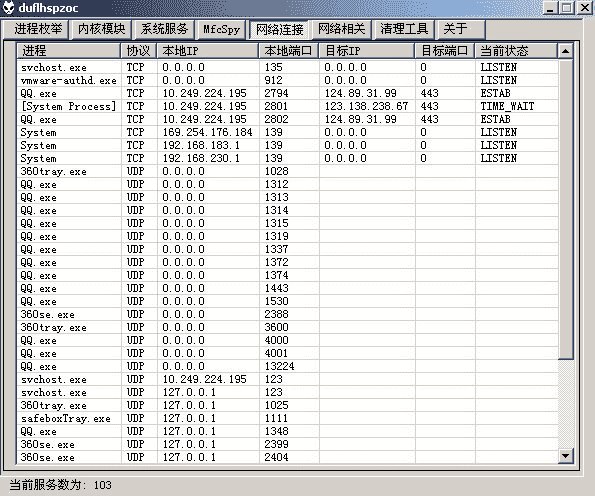 duflhspzoc
进程枚举 内核模块 系统服务 MfcSpy 网络连接 网络相关 清理工具 关于
进程 协议 本地IP 本地端口 目标IP 目标端口 当前状态
svchost.exe TCP 0.0.0.0 135 0.0.0.0 0 LISTEN
vmware-authd.exe TCP 0.0.0.0 912 0.0.0.0 0 LISTEN
QQ.exe TCP 10.249.224.195 2794 124.89.31.99 443 ESTAB
[System Process] TCP 10.249.224.195 2801 123.138.238.67 443 TIME_WAIT
QQ.exe TCP 10.249.224.195 2802 124.89.31.99 443 ESTAB
System TCP 169.254.176.184 139 0.0.0.0 0 LISTEN
System TCP 192.168.183.1 139 0.0.0.0 0 LISTEN
System TCP 192.168.230.1 139 0.0.0.0 0 LISTEN
360tray.exe UDP 0.0.0.0 1028
QQ.exe UDP 0.0.0.0 1312
QQ.exe UDP 0.0.0.0 1313
QQ.exe UDP 0.0.0.0 1314
QQ.exe UDP 0.0.0.0 1315
QQ.exe UDP 0.0.0.0 1319
QQ.exe UDP 0.0.0.0 1337
QQ.exe UDP 0.0.0.0 1372
QQ.exe UDP 0.0.0.0 1374
QQ.exe UDP 0.0.0.0 1443
QQ.exe UDP 0.0.0.0 1530
360se.exe UDP 0.0.0.0 2388
360tray.exe UDP 0.0.0.0 3600
QQ.exe UDP 0.0.0.0 4000
QQ.exe UDP 0.0.0.0 4001
QQ.exe UDP 0.0.0.0 13224
svchost.exe UDP 10.249.224.195 123
svchost.exe UDP 127.0.0.1 123
360tray.exe UDP 127.0.0.1 1025
safeboxTray.exe UDP 127.0.0.1 1111
QQ.exe UDP 127.0.0.1 1348
360se.exe UDP 127.0.0.1 2399
360se.exe UDP 127.0.0.1 2404
当前服务数为: 103